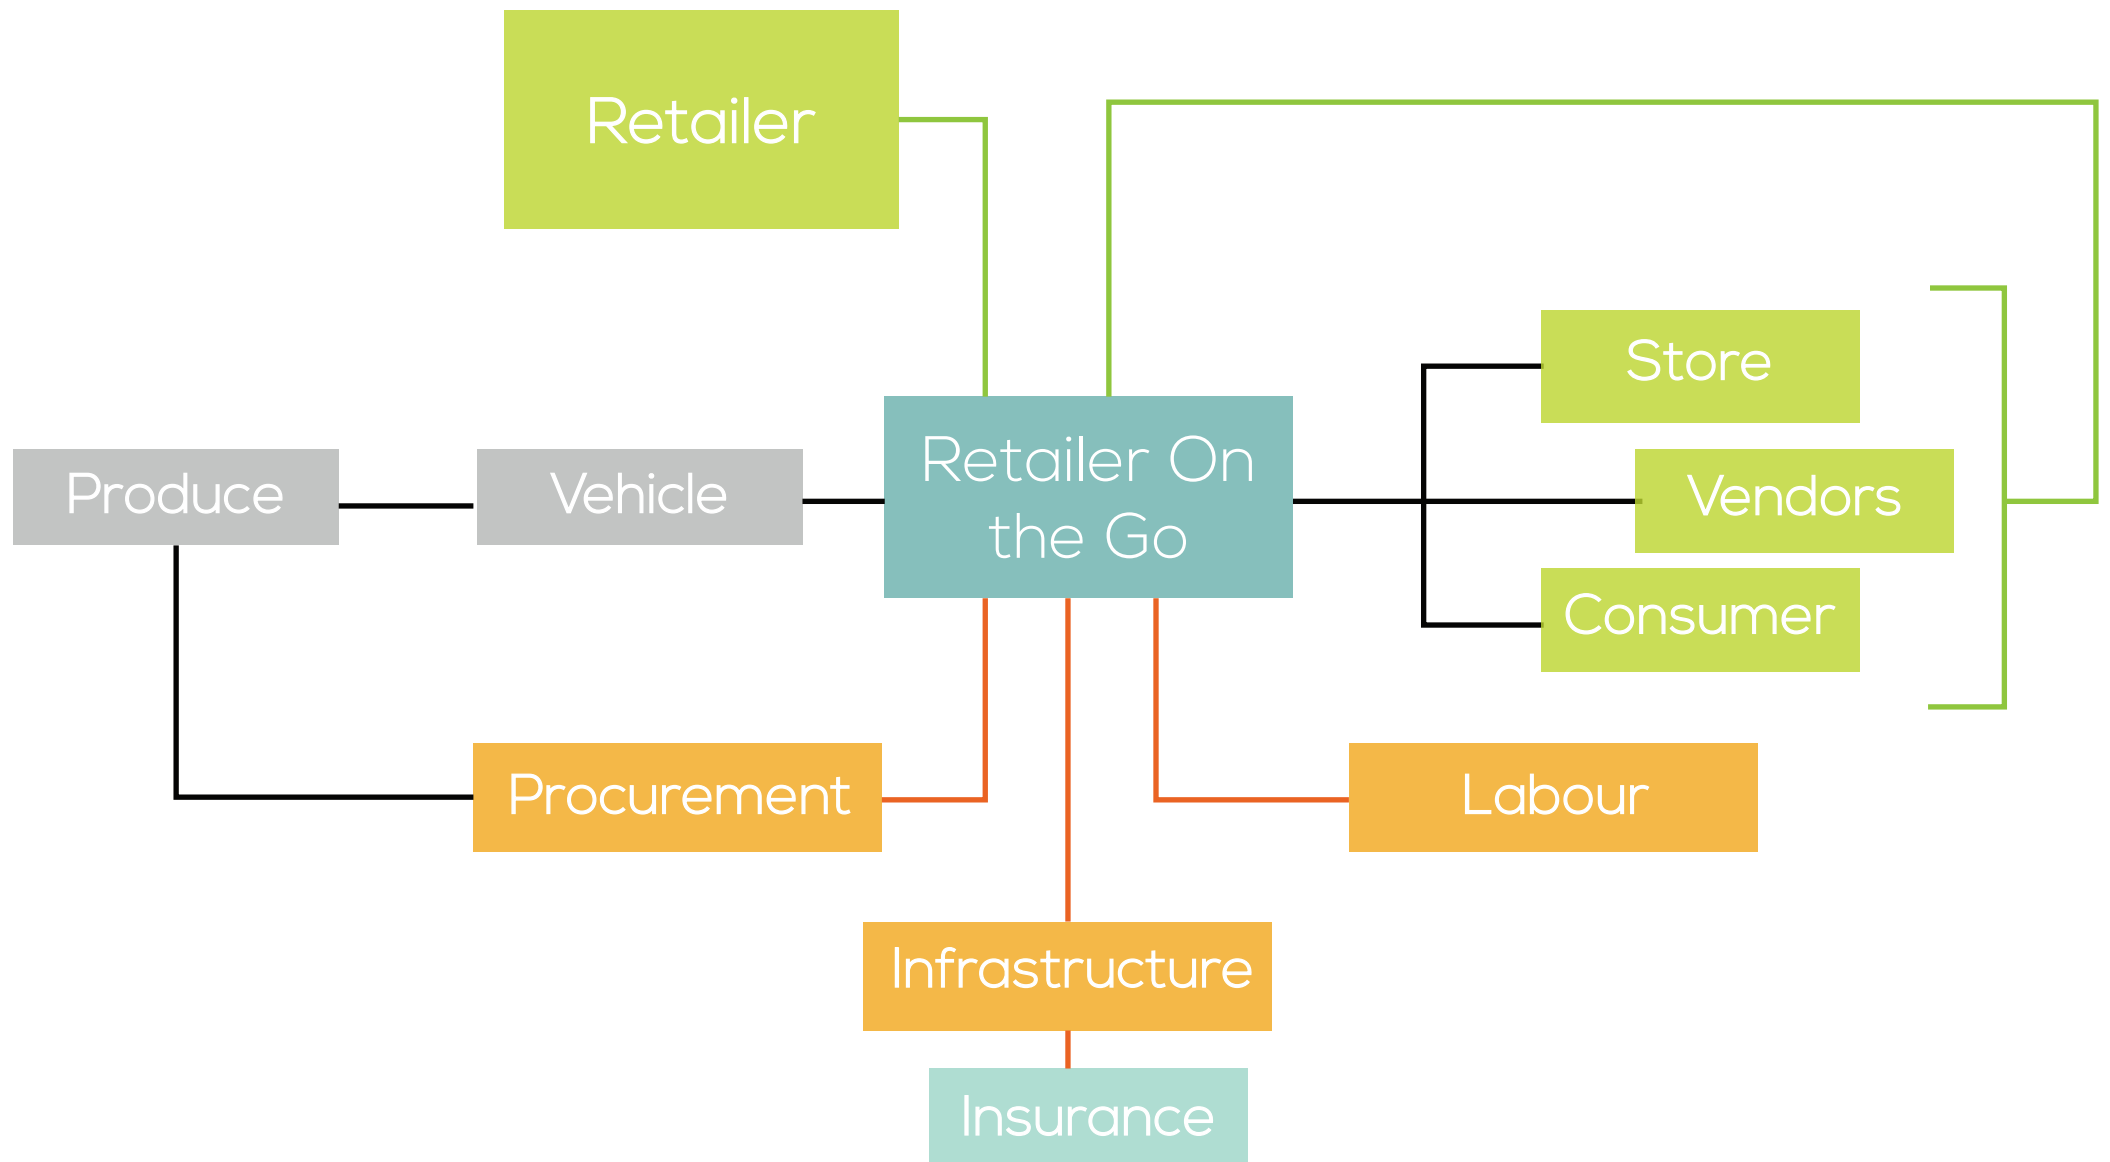 Retailer
Store
Retailer On
the Go
Produce
Vehicle
Vendors
Consumer
Procurement
Labour
Infrastructure
Insurance